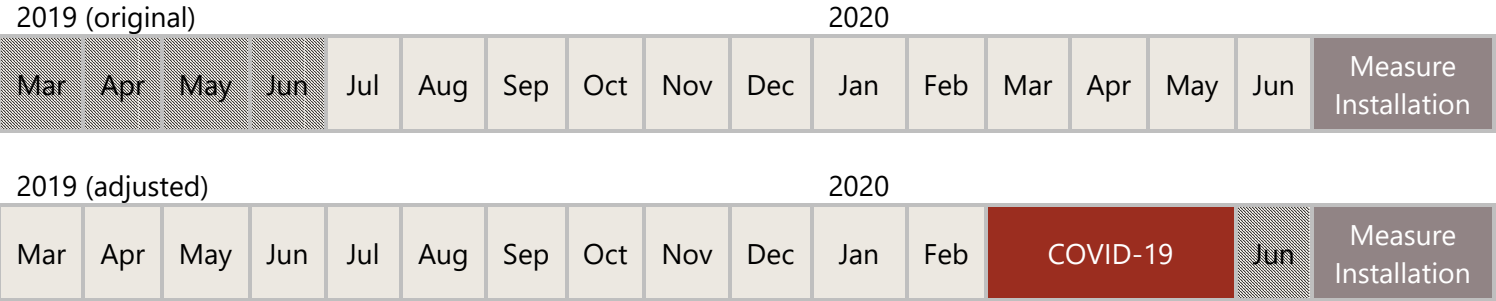 2019 (original) 2020
Mar Apr May Jun Jul Aug Sep Oct Nov Dec Jan Feb Mar Apr May Jun Measure Installation
2019 (adjusted) 2020
Mar Apr May Jun Jul Aug Sep Oct Nov Dec Jan Feb COVID-19 Jun Measure Installation